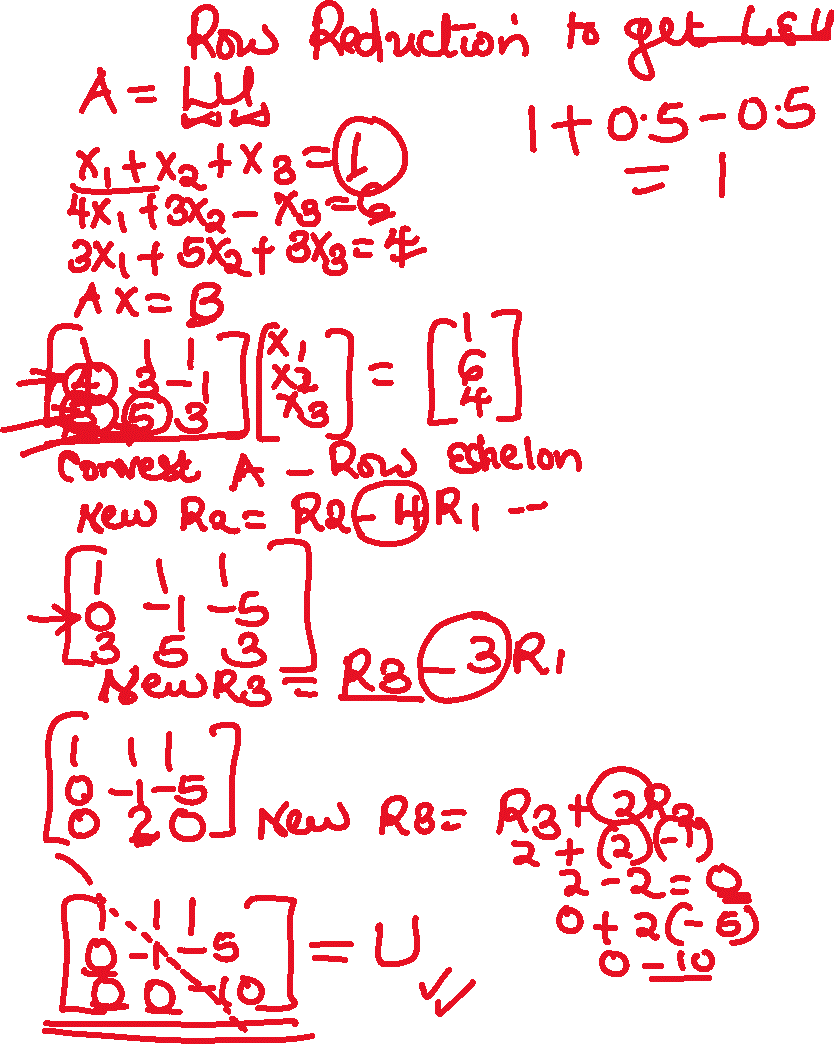 Row Reduction to get L & U
A = LU
1 + 0.5 - 0.5
= 1
x1 + x2 + x3 = 1
4x1 + 3x2 - x3 = 6
3x1 + 5x2 + 3x3 = 4
AX = B
[1 1 1] [x1] = [1]
[4 3 -1] [x2] [6]
[3 5 3] [x3] [4]
Convert A - Row Echelon
New R2 = R2 - 4R1 --
[1 1 1]
[0 -1 -5]
[3 5 3]
New R3 = R3 - 3R1
[1 1 1]
[0 -1 -5]
[0 2 0] New R3 = R3 + 2R2
2 + (2)(-1)
2 - 2 = 0
0 + 2(-5)
0 - 10
[1 1 1]
[0 -1 -5] = U
[0 0 -10]